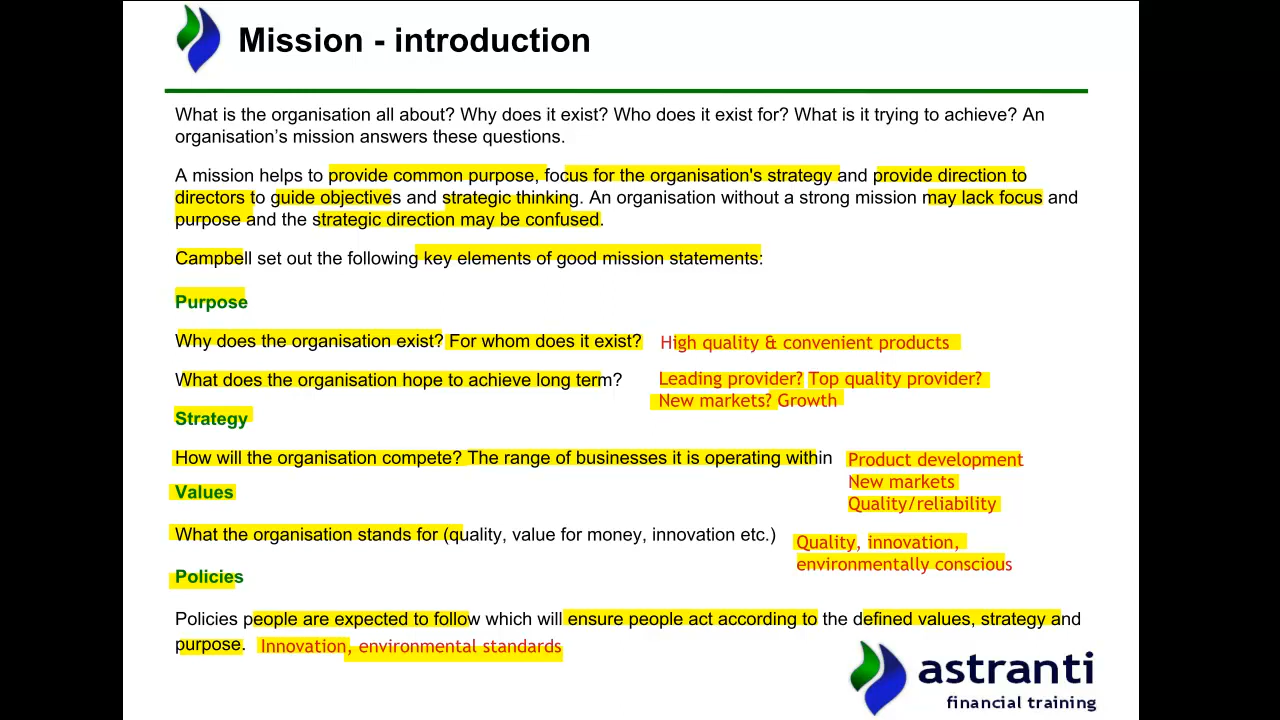 Mission - introduction
What is the organisation all about? Why does it exist? Who does it exist for? What is it trying to achieve? An
organisation's mission answers these questions.
A mission helps to provide common purpose, focus for the organisation's strategy and provide direction to
directors to guide objectives and strategic thinking. An organisation without a strong mission may lack focus and
purpose and the strategic direction may be confused.
Campbell set out the following key elements of good mission statements:
Purpose
Why does the organisation exist? For whom does it exist? High quality & convenient products
What does the organisation hope to achieve long term? Leading provider? Top quality provider?
New markets? Growth
Strategy
How will the organisation compete? The range of businesses it is operating within Product development
New markets
Quality/reliability
Values
What the organisation stands for (quality, value for money, innovation etc.) Quality, innovation,
environmentally conscious
Policies
Policies people are expected to follow which will ensure people act according to the defined values, strategy and
purpose. Innovation, environmental standards
astranti
financial training